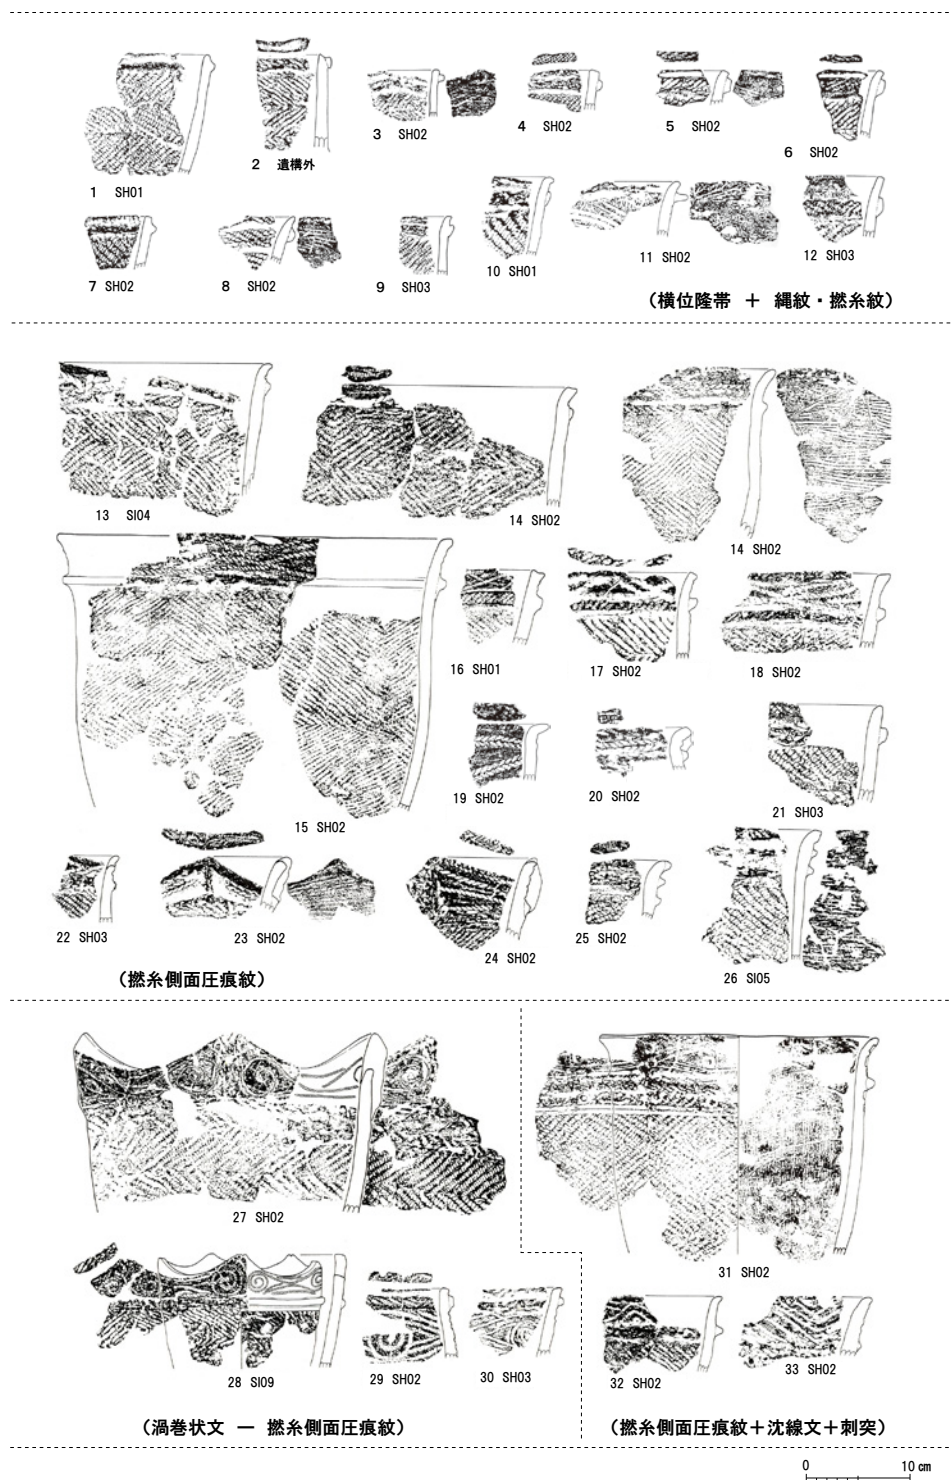 1 SH01
2 遺構外
3 SH02
4 SH02
5 SH02
6 SH02
7 SH02
8 SH02
9 SH03
10 SH01
11 SH02
12 SH03
（横位隆帯 ＋ 縄紋・撚糸紋）
13 SI04
14 SH02
14 SH02
15 SH02
16 SH01
17 SH02
18 SH02
19 SH02
20 SH02
21 SH03
22 SH03
23 SH02
24 SH02
25 SH02
26 SI05
（撚糸側面圧痕紋）
27 SH02
28 SI09
29 SH02
30 SH03
（渦巻状文 ― 撚糸側面圧痕紋）
31 SH02
32 SH02
33 SH02
（撚糸側面圧痕紋＋沈線文＋刺突）
0 10㎝